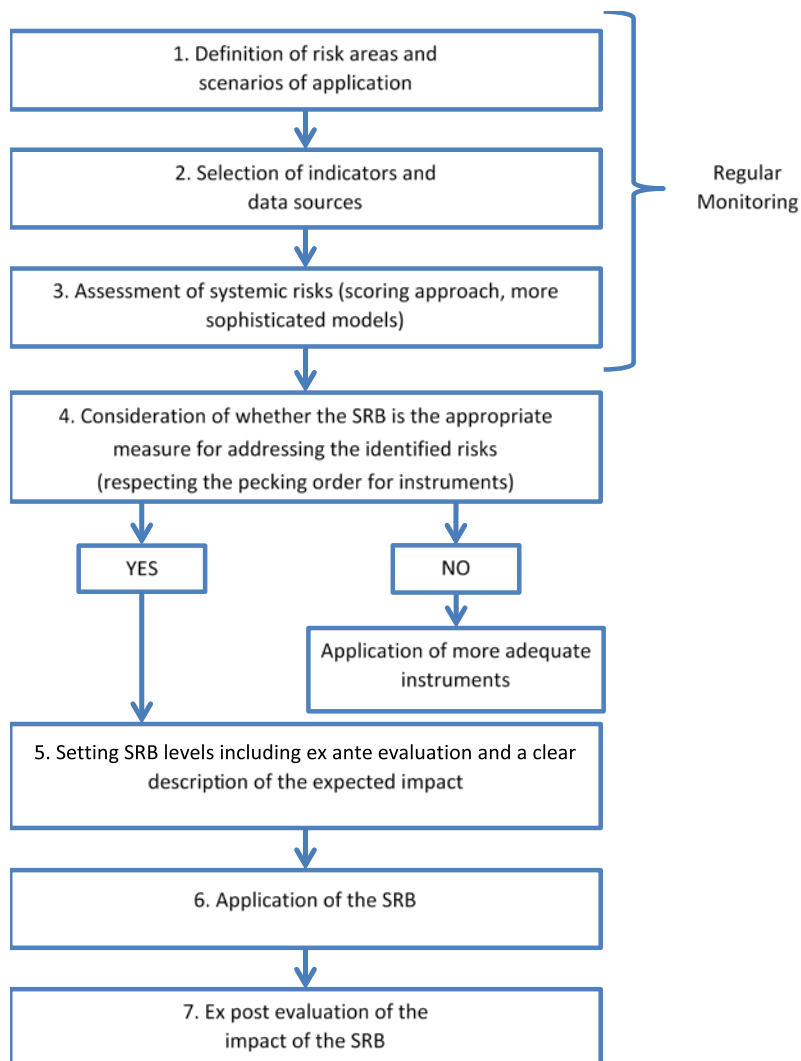 1. Definition of risk areas and
scenarios of application
2. Selection of indicators and
data sources
Regular
Monitoring
3. Assessment of systemic risks (scoring approach, more
sophisticated models)
4. Consideration of whether the SRB is the appropriate
measure for addressing the identified risks
(respecting the pecking order for instruments)
YES
NO
Application of more adequate
instruments
5. Setting SRB levels including ex ante evaluation and a clear
description of the expected impact
6. Application of the SRB
7. Ex post evaluation of the
impact of the SRB